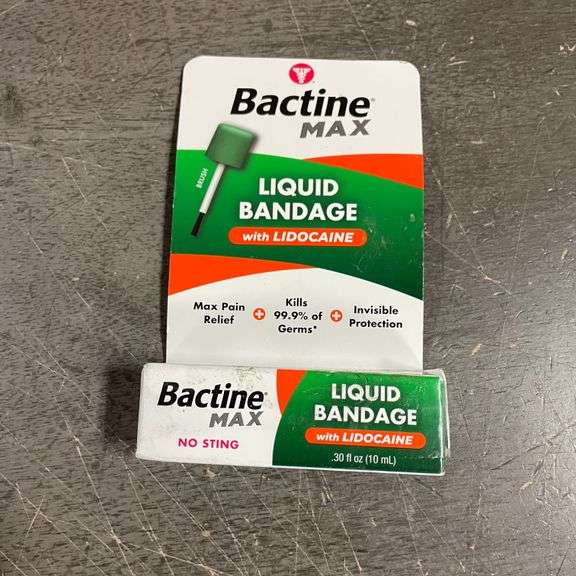 Bactine®
MAX
BRUSH
LIQUID
BANDAGE
with LIDOCAINE
Max Pain
Relief
Kills
99.9% of
Germs*
Invisible
Protection
Bactine®
MAX
NO STING
LIQUID
BANDAGE
with LIDOCAINE
.30 fl oz (10 mL)